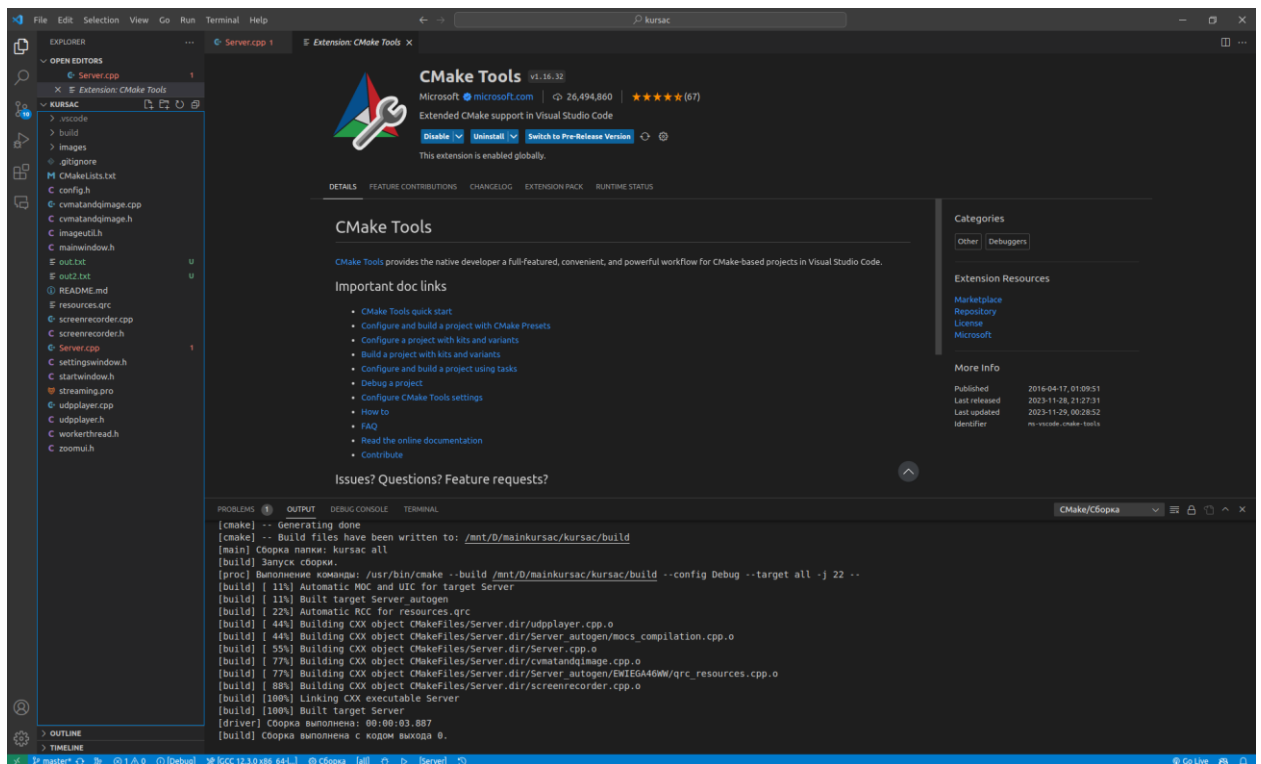 File Edit Selection View Go Run Terminal Help
kursac
EXPLORER
OPEN EDITORS
Server.cpp 1
Extension: CMake Tools
KURSAC
.vscode
build
images
.gitignore
CMakeLists.txt
config.h
cvmatandqimage.cpp
cvmatandqimage.h
imageutil.h
mainwindow.h
out.txt U
out2.txt U
README.md
resources.qrc
screenrecorder.cpp
screenrecorder.h
Server.cpp 1
settingswindow.h
startwindow.h
streaming.pro
udpplayer.cpp
udpplayer.h
workerthread.h
zoomui.h
OUTLINE
TIMELINE
Server.cpp 1
Extension: CMake Tools
CMake Tools v1.16.32
Microsoft microsoft.com 26,494,860 (67)
Extended CMake support in Visual Studio Code
Disable Uninstall Switch to Pre-Release Version
This extension is enabled globally.
DETAILS FEATURE CONTRIBUTIONS CHANGELOG EXTENSION PACK RUNTIME STATUS
CMake Tools
CMake Tools provides the native developer a full-featured, convenient, and powerful workflow for CMake-based projects in Visual Studio Code.
Important doc links
CMake Tools quick start
Configure and build a project with CMake Presets
Configure a project with kits and variants
Build a project with kits and variants
Configure and build a project using tasks
Debug a project
Configure CMake Tools settings
How to
FAQ
Read the online documentation
Contribute
Issues? Questions? Feature requests?
Categories
Other Debuggers
Extension Resources
Marketplace
Repository
License
Microsoft
More Info
Published 2016-04-17, 01:09:51
Last released 2023-11-28, 21:27:31
Last updated 2023-11-29, 00:28:52
Identifier ms-vscode.cmake-tools
PROBLEMS 1 OUTPUT DEBUG CONSOLE TERMINAL
CMake/Сборка
[cmake] -- Generating done
[cmake] -- Build files have been written to: /mnt/D/mainkursac/kursac/build
[main] Сборка папки: kursac all
[build] Запуск сборки.
[proc] Выполнение команды: /usr/bin/cmake --build /mnt/D/mainkursac/kursac/build --config Debug --target all -j 22 --
[build] [ 11%] Automatic MOC and UIC for target Server
[build] [ 11%] Built target Server_autogen
[build] [ 22%] Automatic RCC for resources.qrc
[build] [ 44%] Building CXX object CMakeFiles/Server.dir/udpplayer.cpp.o
[build] [ 44%] Building CXX object CMakeFiles/Server.dir/Server_autogen/mocs_compilation.cpp.o
[build] [ 55%] Building CXX object CMakeFiles/Server.dir/Server.cpp.o
[build] [ 77%] Building CXX object CMakeFiles/Server.dir/cvmatandqimage.cpp.o
[build] [ 77%] Building CXX object CMakeFiles/Server.dir/Server_autogen/EWIEGA46WW/qrc_resources.cpp.o
[build] [ 88%] Building CXX object CMakeFiles/Server.dir/screenrecorder.cpp.o
[build] [100%] Linking CXX executable Server
[build] [100%] Built target Server
[driver] Сборка выполнена: 00:00:03.887
[build] Сборка выполнена с кодом выхода 0.
master* 1 0 [Debug] [GCC 12.3.0 x86_64-l...] Сборка [all] [Server] Go Live